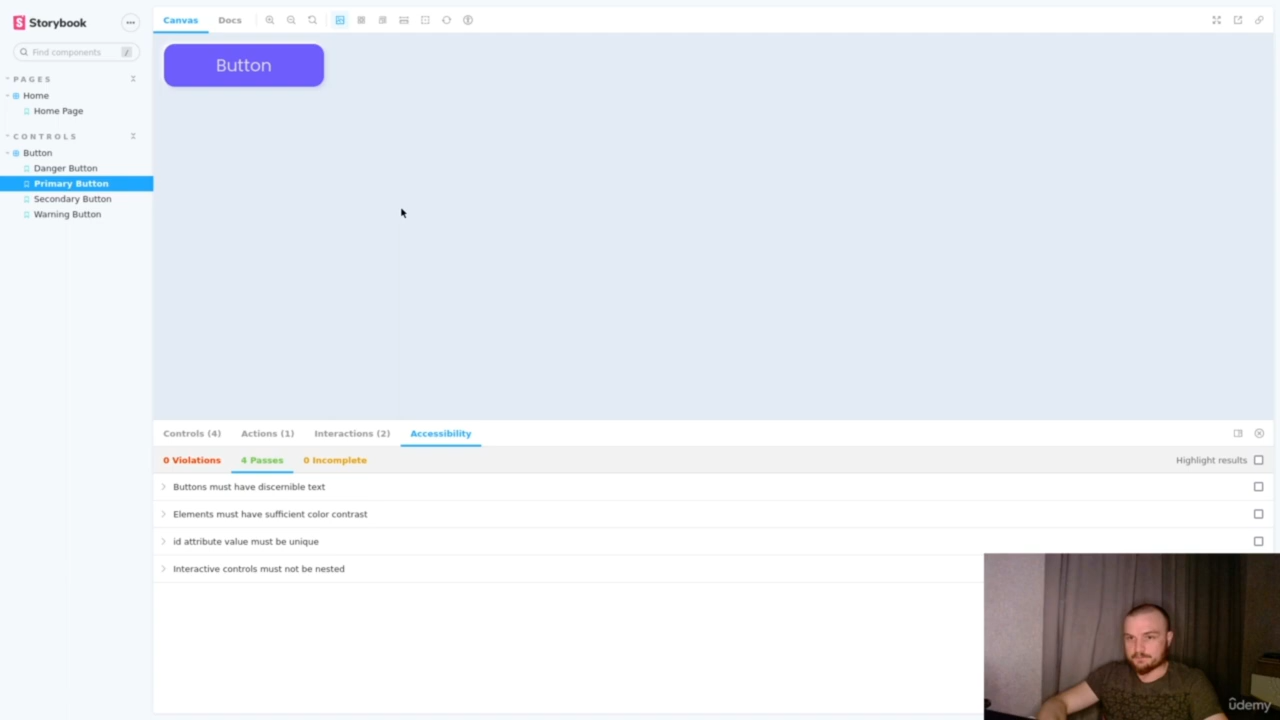 Storybook
Canvas
Docs
Find components
/
PAGES
Home
Home Page
CONTROLS
Button
Danger Button
Primary Button
Secondary Button
Warning Button
Button
Controls (4)
Actions (1)
Interactions (2)
Accessibility
0 Violations
4 Passes
0 Incomplete
Highlight results
Buttons must have discernible text
Elements must have sufficient color contrast
id attribute value must be unique
Interactive controls must not be nested
ûdemy